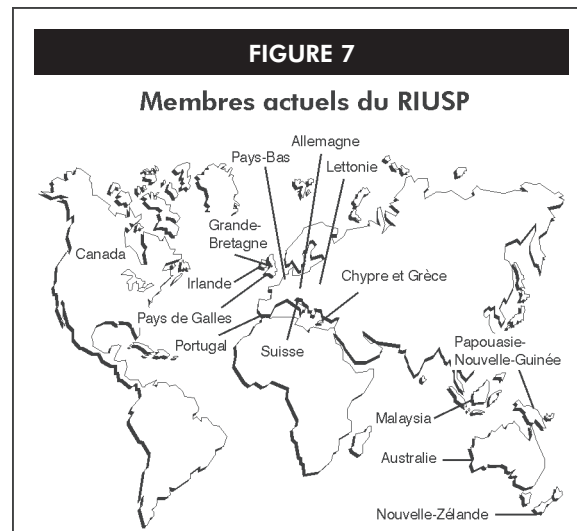 FIGURE 7
Membres actuels du RIUSP
Allemagne
Pays-Bas
Lettonie
Grande-
Bretagne
Canada
Irlande
Chypre et Grèce
Pays de Galles
Portugal
Suisse
Papouasie-
Nouvelle-Guinée
Malaysia
Australie
Nouvelle-Zélande